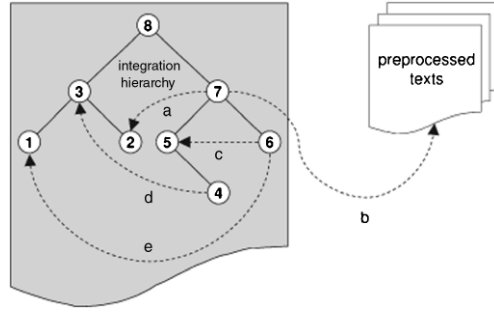 8
integration
hierarchy
preprocessed
texts
3
7
a
1
2
5
c
6
d
4
b
e